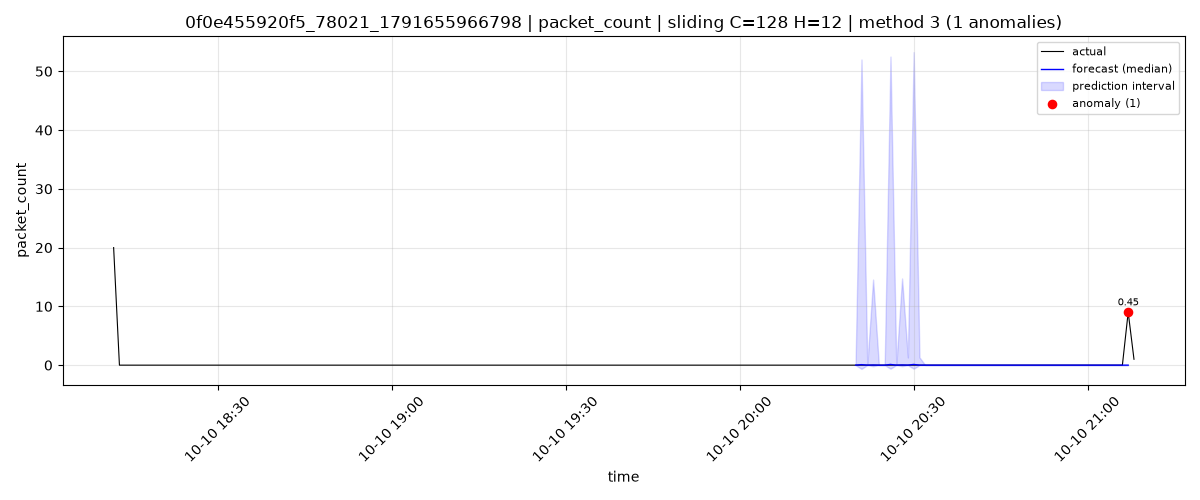 0f0e455920f5_78021_1791655966798 | packet_count | sliding C=128 H=12 | method 3 (1 anomalies)
actual
forecast (median)
prediction interval
anomaly (1)
packet_count
50
40
30
20
10
0
0.45
10-10 18:30
10-10 19:00
10-10 19:30
10-10 20:00
10-10 20:30
10-10 21:00
time